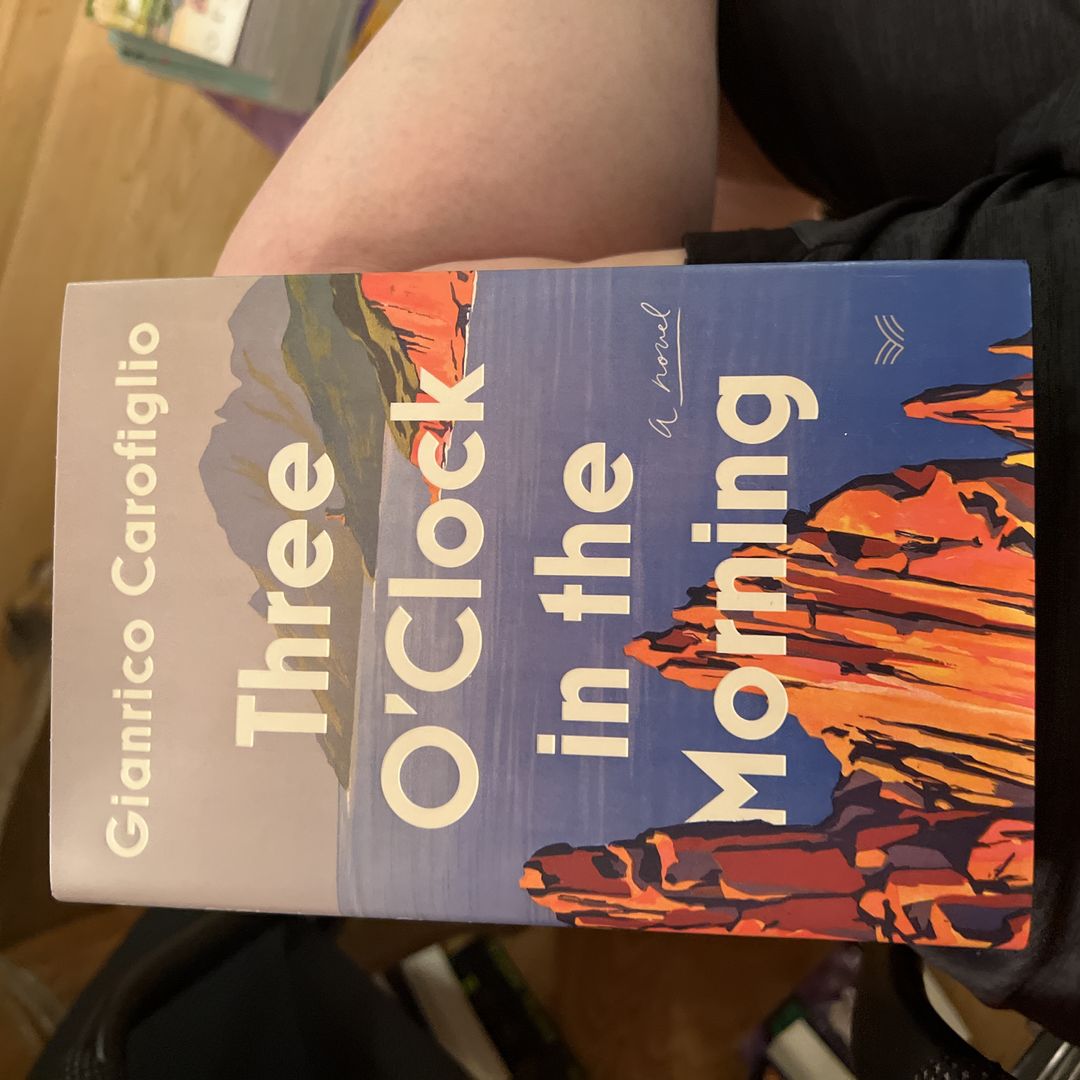 Gianrico Carofiglio
Three
O'Clock
in the
a novel
Morning